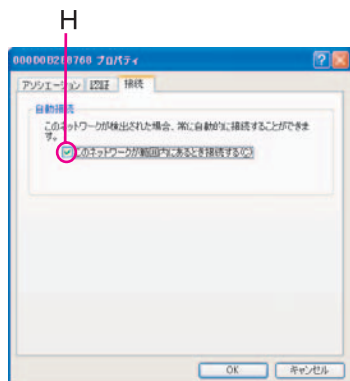 H
000D0B2B0768 プロパティ
アソシエーション 認証 接続
自動接続
このネットワークが検出された場合、常に自動的に接続することができま
す。
このネットワークが範囲内にあるとき接続する(C)
OK キャンセル